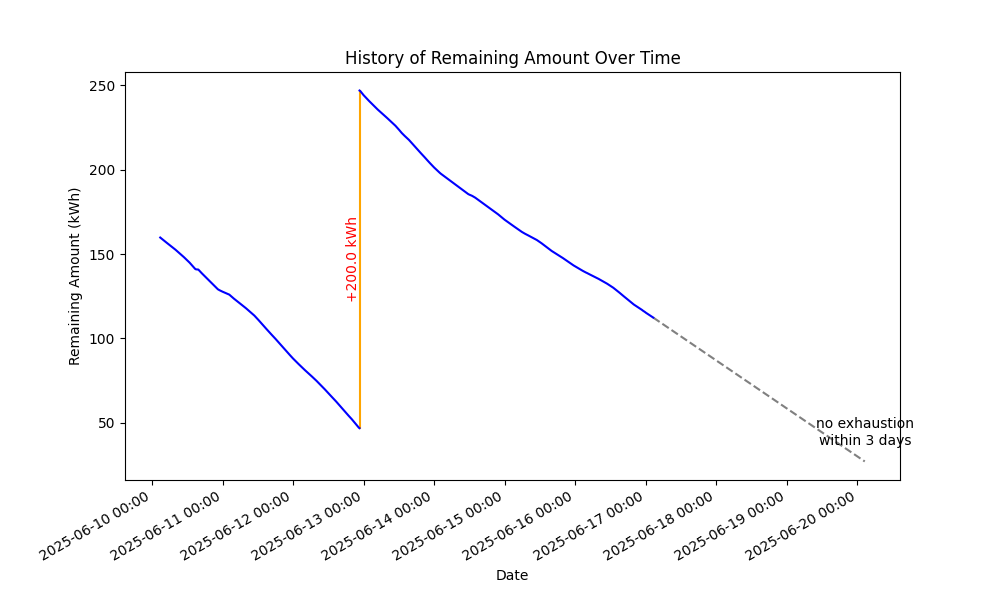 History of Remaining Amount Over Time
Remaining Amount (kWh)
250
200
150
100
50
+200.0 kWh
no exhaustion
within 3 days
2025-06-10 00:00
2025-06-11 00:00
2025-06-12 00:00
2025-06-13 00:00
2025-06-14 00:00
2025-06-15 00:00
2025-06-16 00:00
2025-06-17 00:00
2025-06-18 00:00
2025-06-19 00:00
2025-06-20 00:00
Date